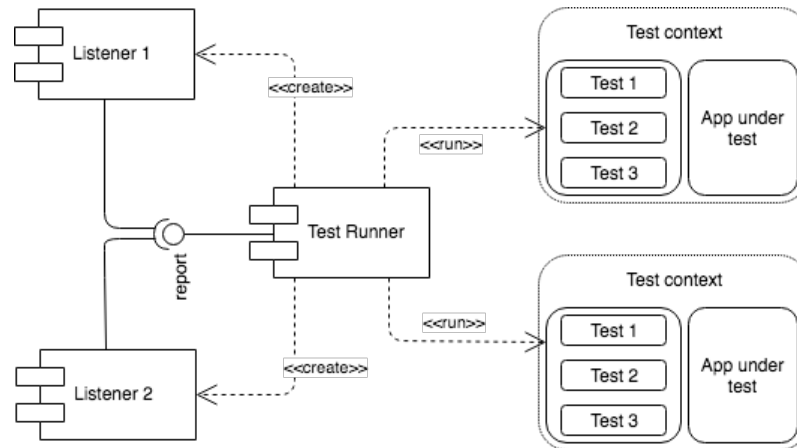 Listener 1
<<create>>
Test context
Test 1
Test 2
Test 3
App under
test
<<run>>
Test Runner
report
Test context
Test 1
Test 2
Test 3
App under
test
<<run>>
<<create>>
Listener 2